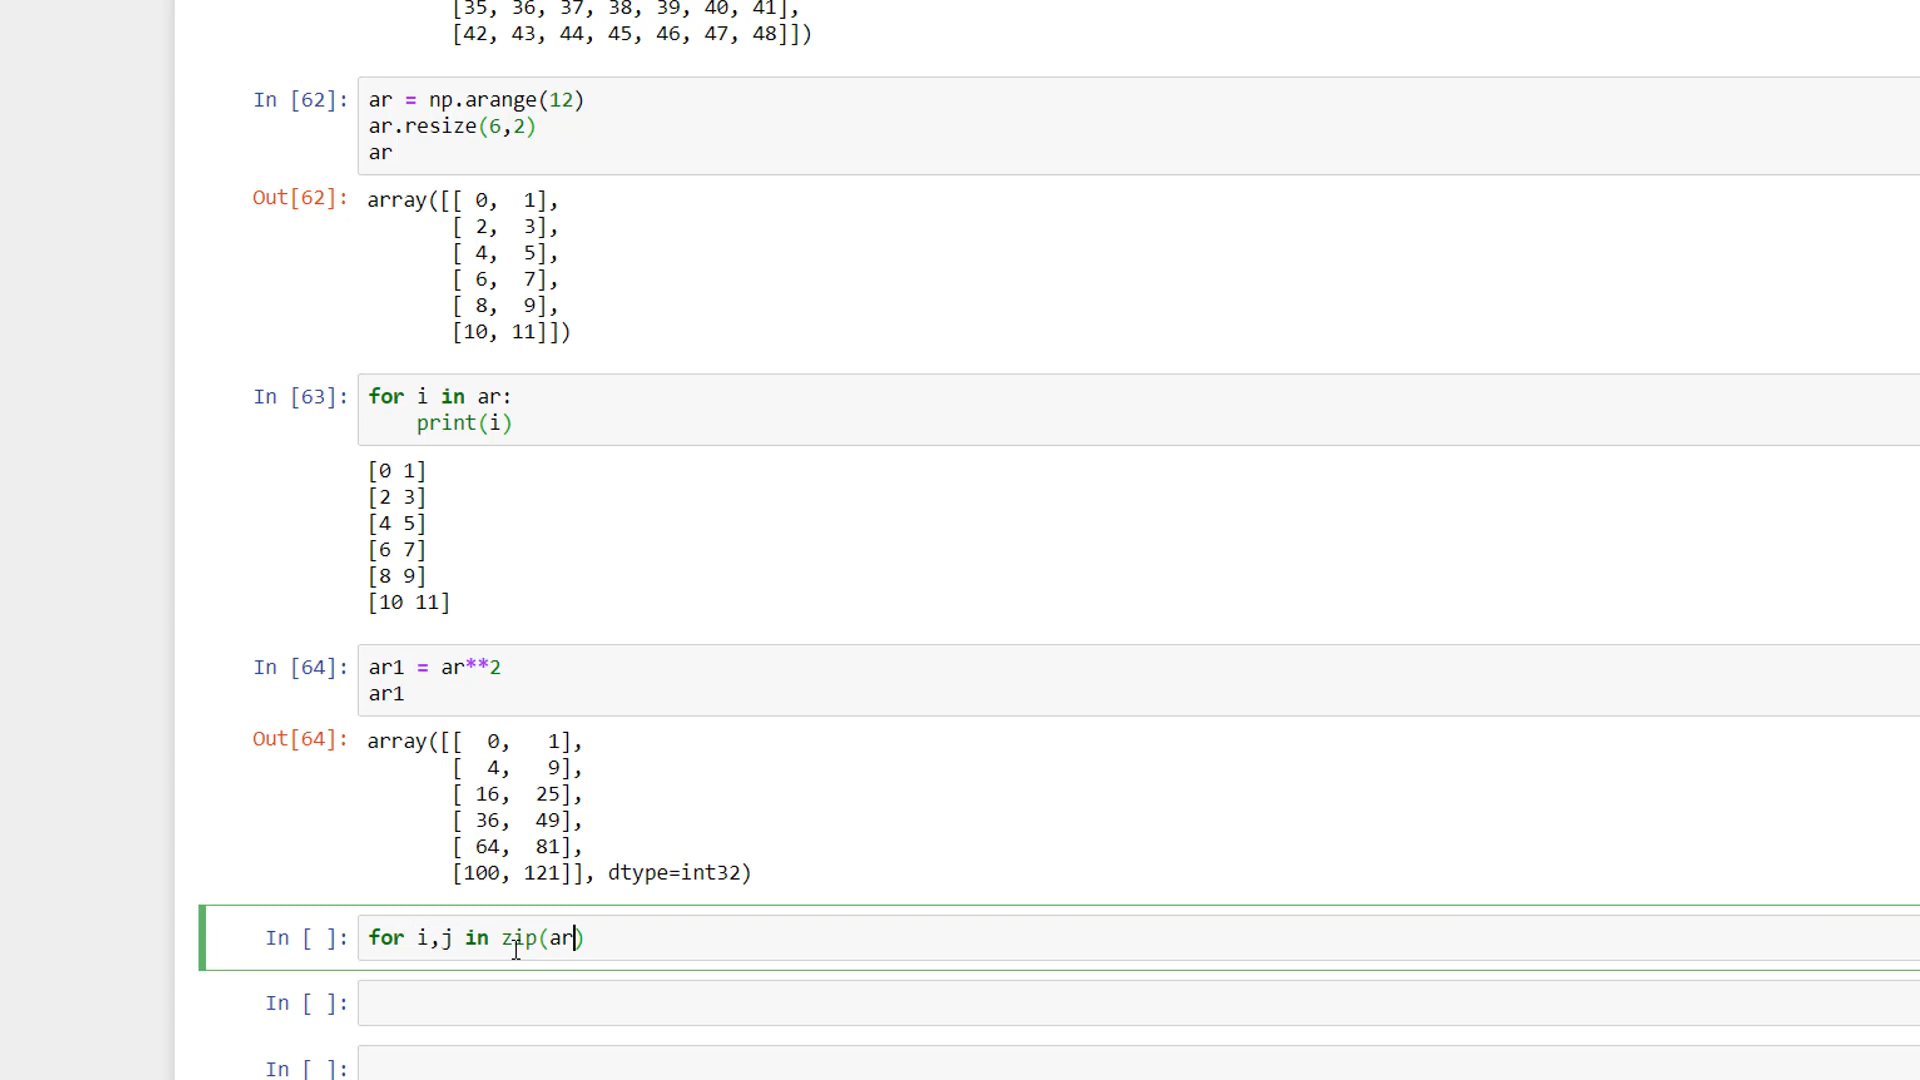 [35, 36, 37, 38, 39, 40, 41],
[42, 43, 44, 45, 46, 47, 48]])
In [62]: ar = np.arange(12)
ar.resize(6,2)
ar
Out[62]: array([[ 0,  1],
[ 2,  3],
[ 4,  5],
[ 6,  7],
[ 8,  9],
[10, 11]])
In [63]: for i in ar:
print(i)
[0 1]
[2 3]
[4 5]
[6 7]
[8 9]
[10 11]
In [64]: ar1 = ar**2
ar1
Out[64]: array([[  0,   1],
[  4,   9],
[ 16,  25],
[ 36,  49],
[ 64,  81],
[100, 121]], dtype=int32)
In [ ]: for i,j in zip(ar)
In [ ]:
In [ ]: